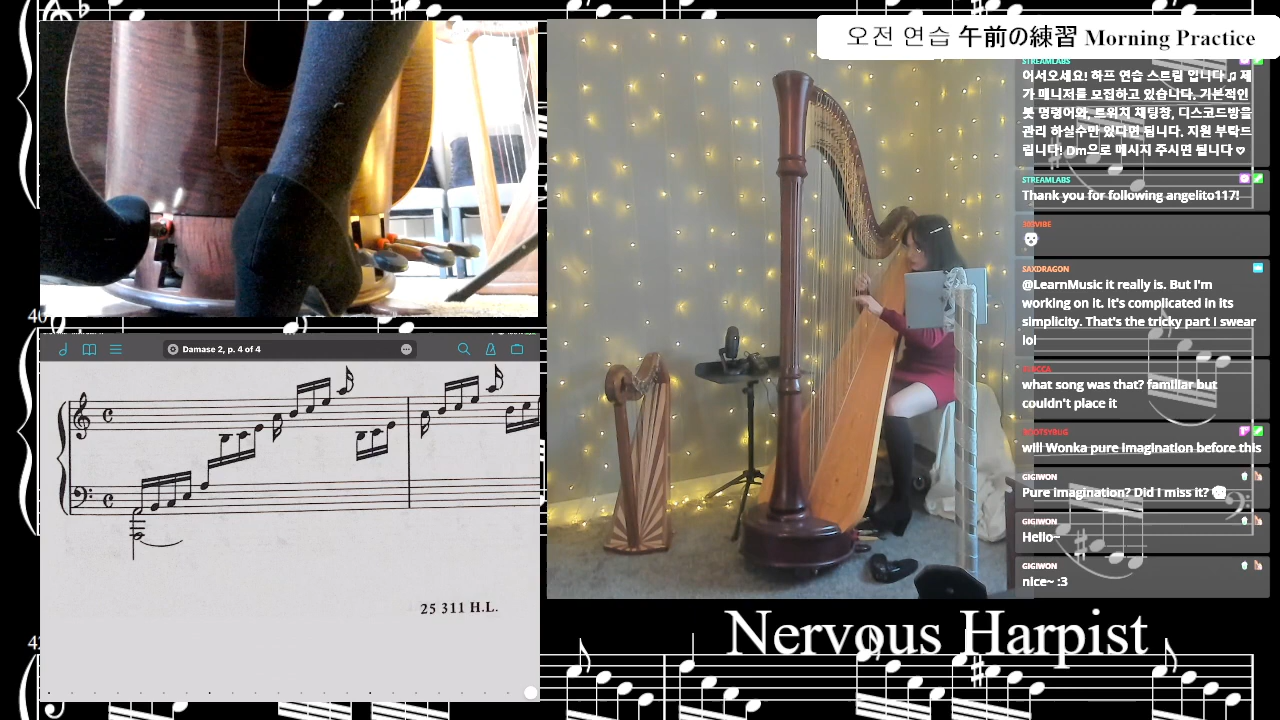 오전 연습 午前の練習 Morning Practice
STREAMLABS
어서오세요! 하프 연습 스트림 입니다 ♫ 제
가 매니저를 모집하고 있습니다. 기본적인
봇 명령어와, 트위치 채팅창, 디스코드방을
관리 하실수만 있다면 됩니다. 지원 부탁드
립니다! Dm으로 메시지 주시면 됩니다 ♡
STREAMLABS
Thank you for following angelito117!
SAXDRAGON
@LearnMusic it really is. But I'm
working on it. It's complicated in its
simplicity. That's the tricky part I swear
lol
what song was that? familiar but
couldn't place it
will Wonka pure imagination before this
GIGIWON
Pure imagination? Did I miss it?
GIGIWON
Hello~
GIGIWON
nice~ :3
Damase 2, p. 4 of 4
25 311 H.L.
Nervous Harpist